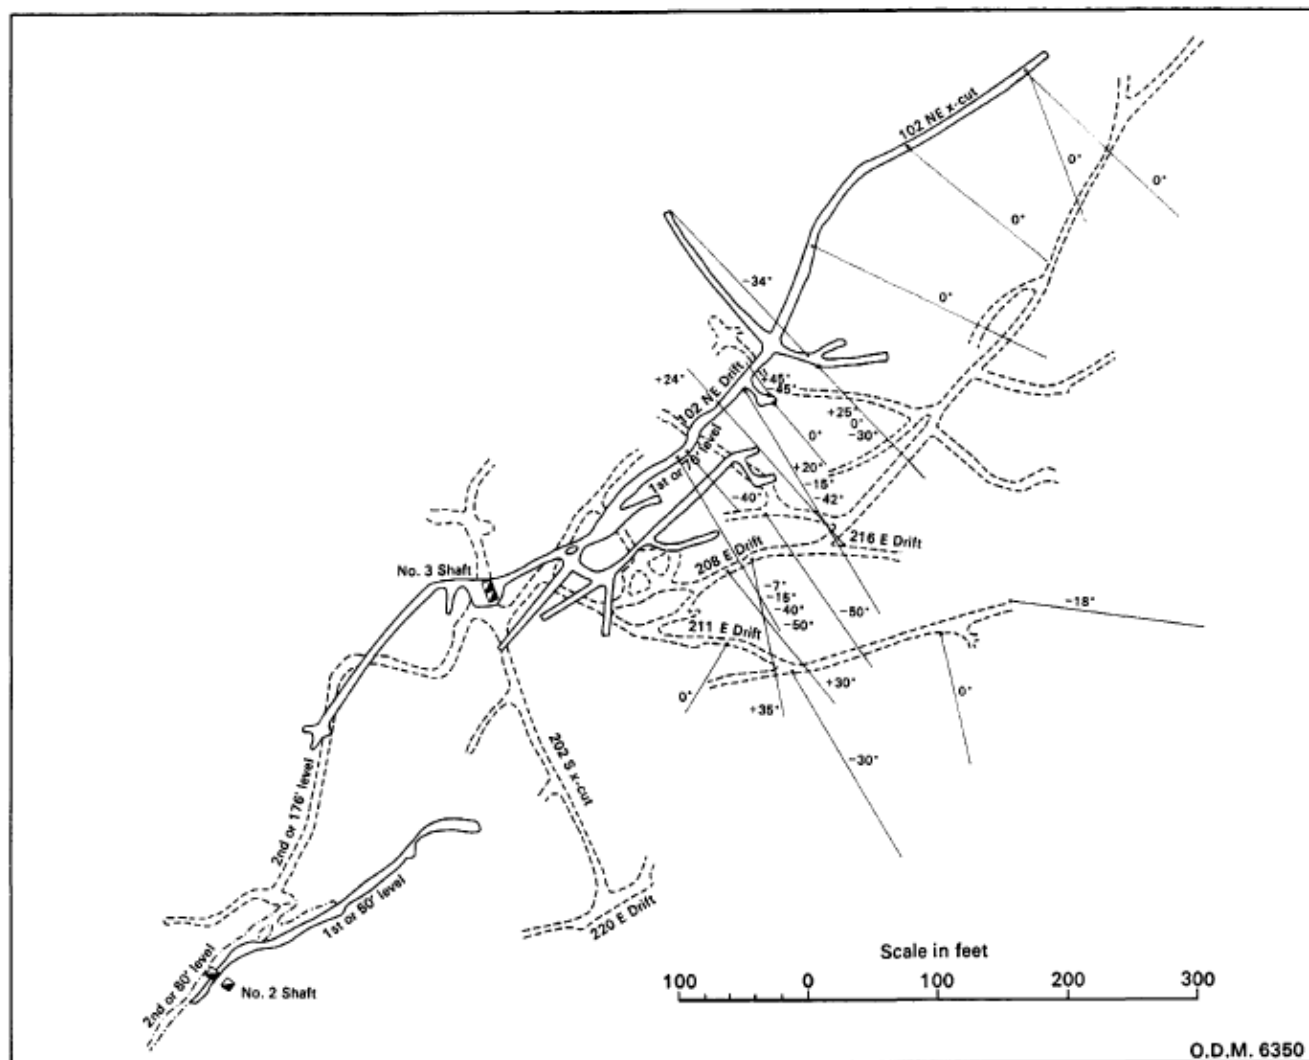 102 NE x-cut
0°
0°
0°
-34°
0°
+24°
102 NE Drift
+45°
-45°
+25°
0°
-30°
0°
1st or 75' level
+20°
-15°
-42°
-40°
216 E Drift
208 E Drift
No. 3 Shaft
-7°
-15°
-40°
-50°
-50°
-18°
211 E Drift
0°
+30°
+35°
0°
-30°
202 S x-cut
2nd or 176' level
1st or 50' level
220 E Drift
2nd or 80' level
No. 2 Shaft
Scale in feet
100 0 100 200 300
O.D.M. 6350